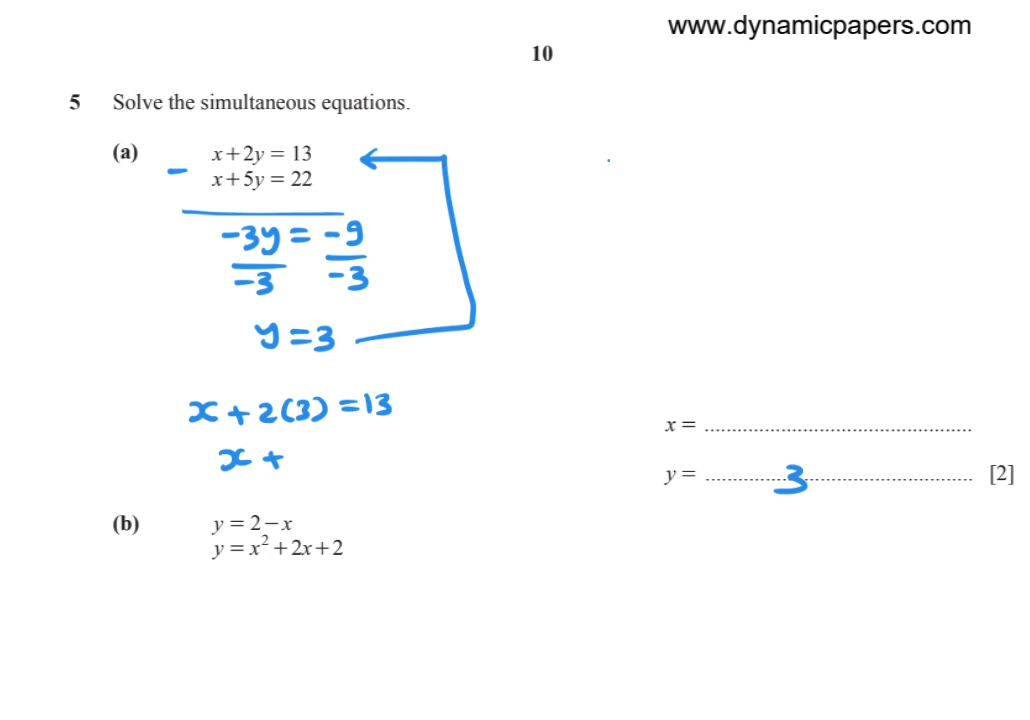 www.dynamicpapers.com
10
5 Solve the simultaneous equations.
(a) x+2y = 13
− x+5y = 22
−3y = −9
−3 −3
y = 3
x + 2(3) = 13
x +
x = ................................................
y = ......3...... [2]
(b) y = 2−x
y = x²+2x+2